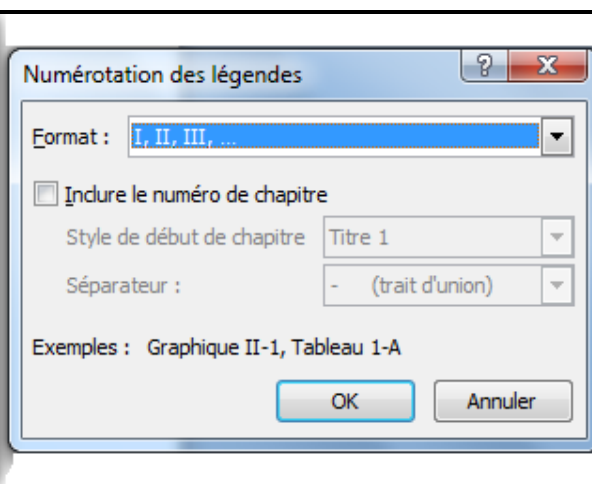 Numérotation des légendes
Format : I, II, III, ...
Inclure le numéro de chapitre
Style de début de chapitre Titre 1
Séparateur : - (trait d'union)
Exemples : Graphique II-1, Tableau 1-A
OK Annuler